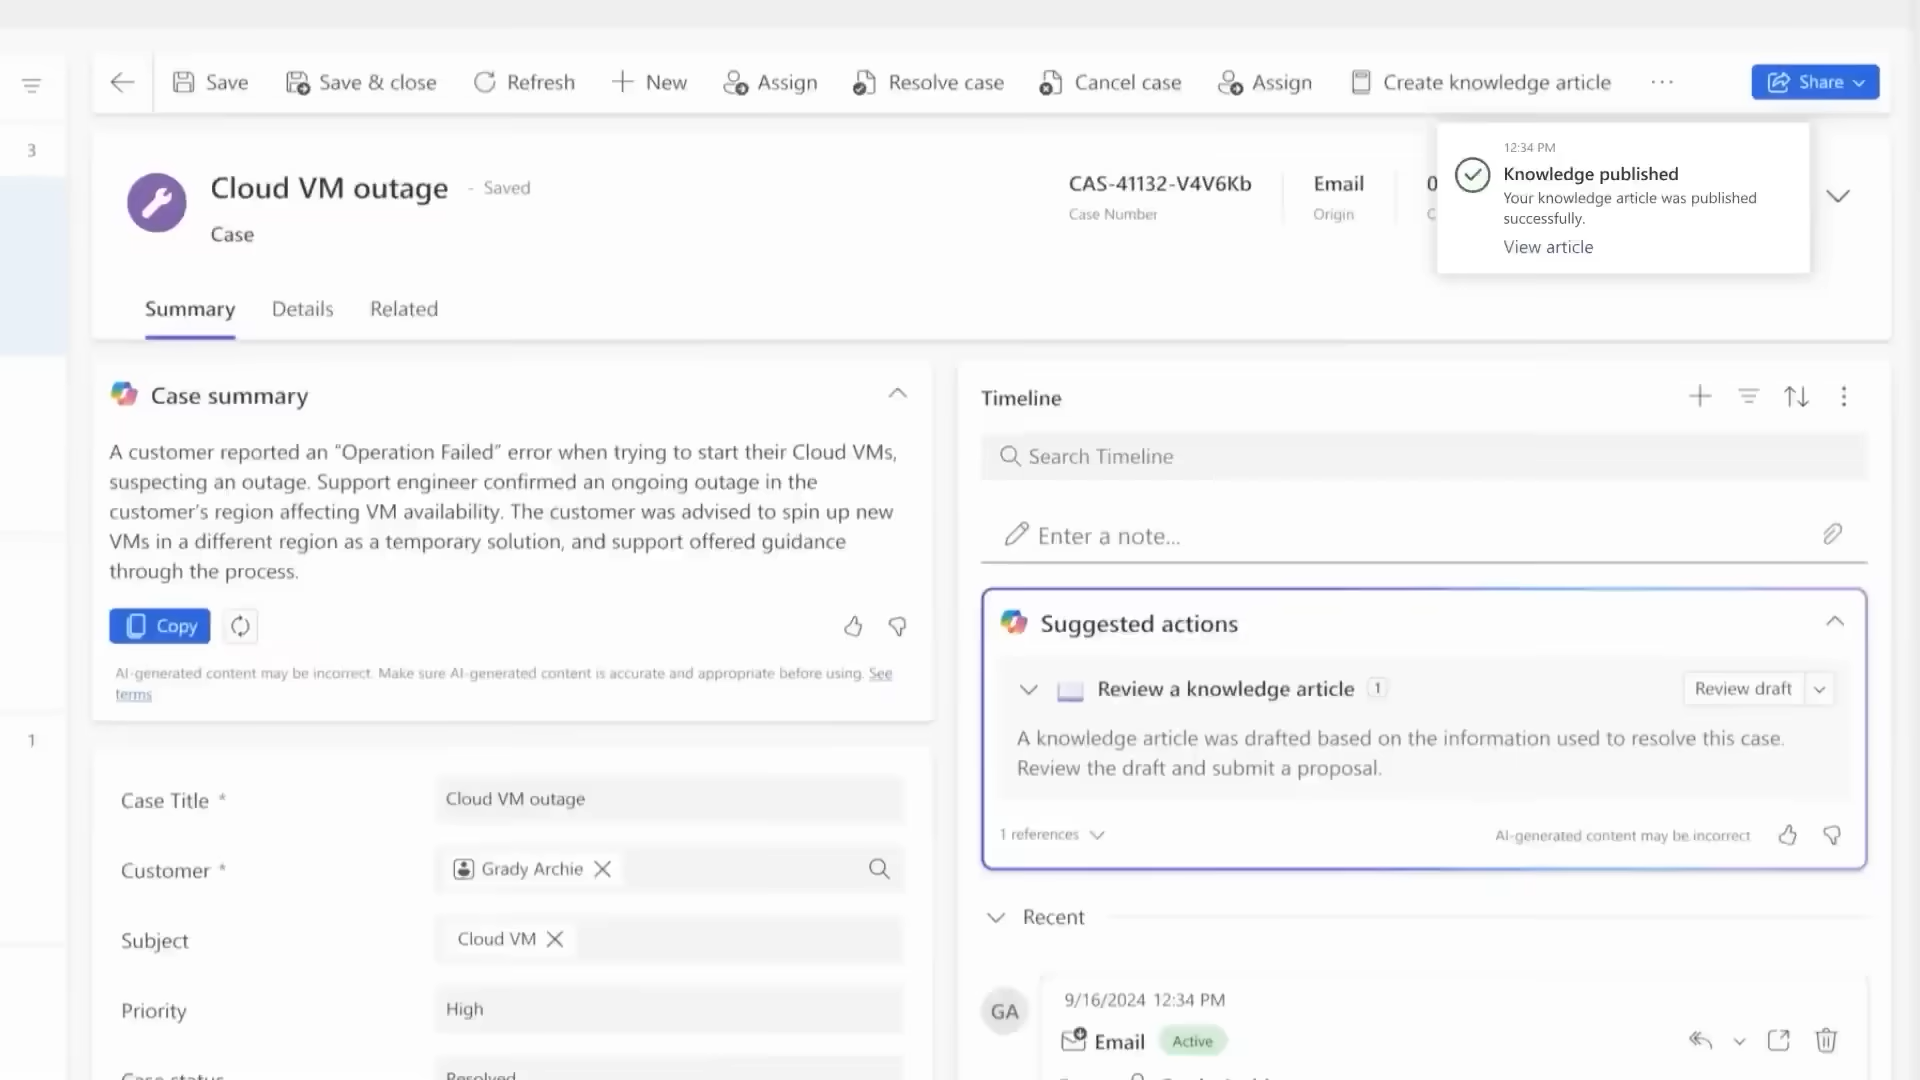 Save
Save & close
Refresh
New
Assign
Resolve case
Cancel case
Assign
Create knowledge article
Share
3
1
Cloud VM outage - Saved
Case
CAS-41132-V4V6Kb
Case Number
Email
Origin
12:34 PM
Knowledge published
Your knowledge article was published
successfully.
View article
Summary
Details
Related
Case summary
A customer reported an “Operation Failed” error when trying to start their Cloud VMs,
suspecting an outage. Support engineer confirmed an ongoing outage in the
customer’s region affecting VM availability. The customer was advised to spin up new
VMs in a different region as a temporary solution, and support offered guidance
through the process.
Copy
AI-generated content may be incorrect. Make sure AI-generated content is accurate and appropriate before using. See
terms
Case Title *
Cloud VM outage
Customer *
Grady Archie
Subject
Cloud VM
Priority
High
Case status
Resolved
Timeline
Search Timeline
Enter a note...
Suggested actions
Review a knowledge article 1
Review draft
A knowledge article was drafted based on the information used to resolve this case.
Review the draft and submit a proposal.
1 references
AI-generated content may be incorrect
Recent
GA
9/16/2024 12:34 PM
Email
Active